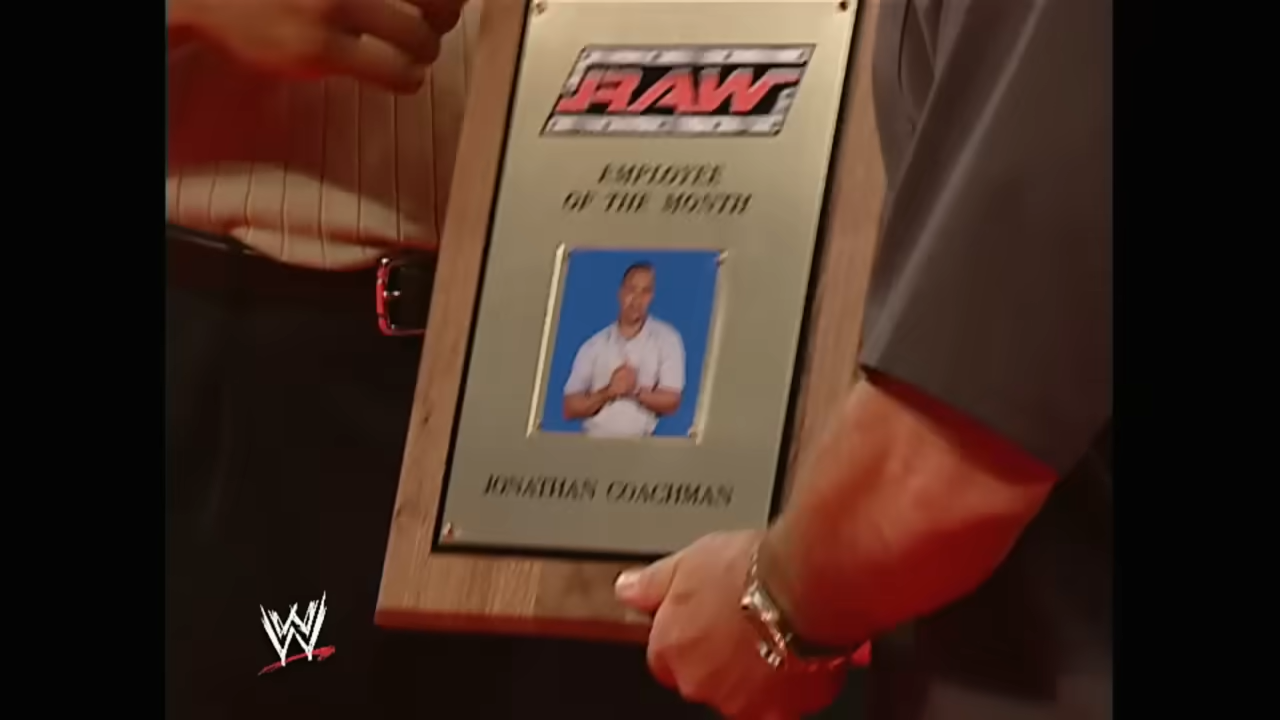 RAW
EMPLOYEE
OF THE MONTH
JONATHAN COACHMAN
W